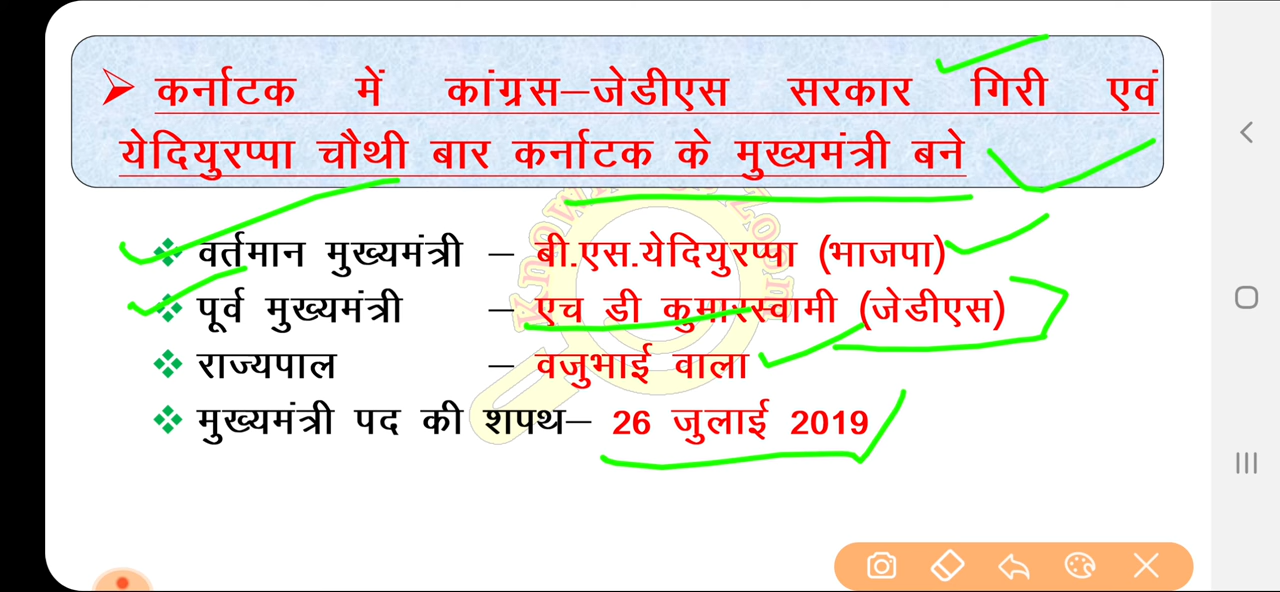 कर्नाटक में कांग्रस–जेडीएस सरकार गिरी एवं
येदियुरप्पा चौथी बार कर्नाटक के मुख्यमंत्री बने
वर्तमान मुख्यमंत्री – बी.एस.येदियुरप्पा (भाजपा)
पूर्व मुख्यमंत्री – एच डी कुमारस्वामी (जेडीएस)
राज्यपाल – वजुभाई वाला
मुख्यमंत्री पद की शपथ– 26 जुलाई 2019